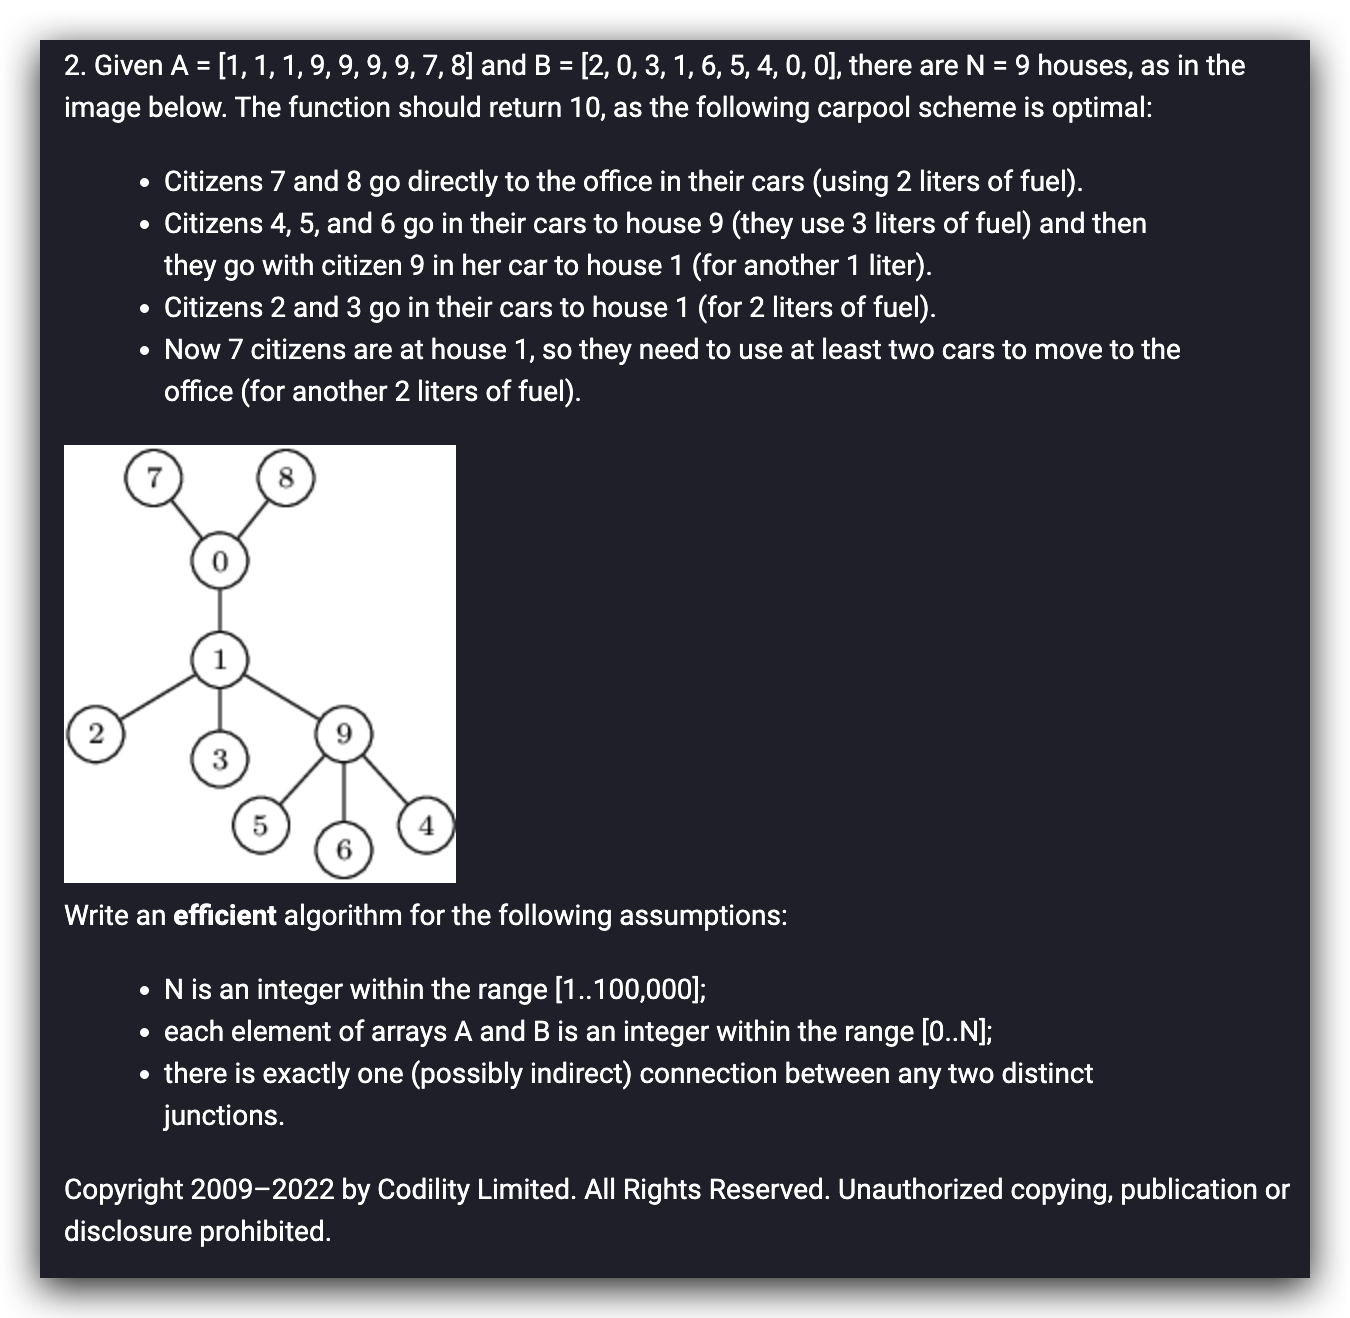 2. Given A = [1, 1, 1, 9, 9, 9, 9, 7, 8] and B = [2, 0, 3, 1, 6, 5, 4, 0, 0], there are N = 9 houses, as in the
image below. The function should return 10, as the following carpool scheme is optimal:
• Citizens 7 and 8 go directly to the office in their cars (using 2 liters of fuel).
• Citizens 4, 5, and 6 go in their cars to house 9 (they use 3 liters of fuel) and then
they go with citizen 9 in her car to house 1 (for another 1 liter).
• Citizens 2 and 3 go in their cars to house 1 (for 2 liters of fuel).
• Now 7 citizens are at house 1, so they need to use at least two cars to move to the
office (for another 2 liters of fuel).
7 8
0
1
2 9
3
5 4
6
Write an efficient algorithm for the following assumptions:
• N is an integer within the range [1..100,000];
• each element of arrays A and B is an integer within the range [0..N];
• there is exactly one (possibly indirect) connection between any two distinct
junctions.
Copyright 2009–2022 by Codility Limited. All Rights Reserved. Unauthorized copying, publication or
disclosure prohibited.